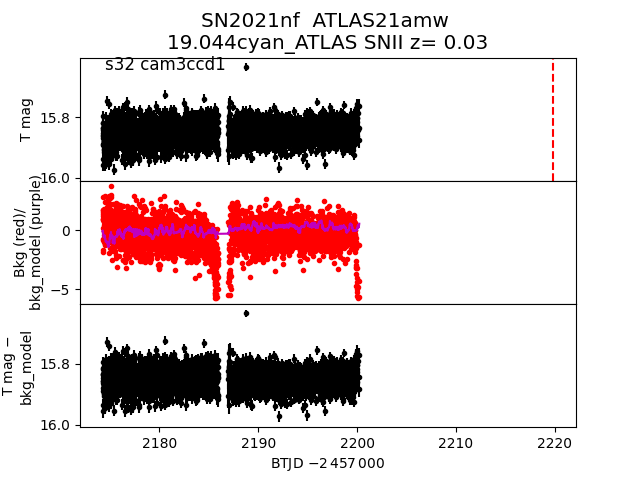 SN2021nf  ATLAS21amw
19.044cyan_ATLAS SNII z= 0.03
s32 cam3ccd1
T mag
15.8
16.0
Bkg (red)/
bkg_model (purple)
0
−5
T mag −
bkg_model
15.8
16.0
2180
2190
2200
2210
2220
BTJD −2 457 000